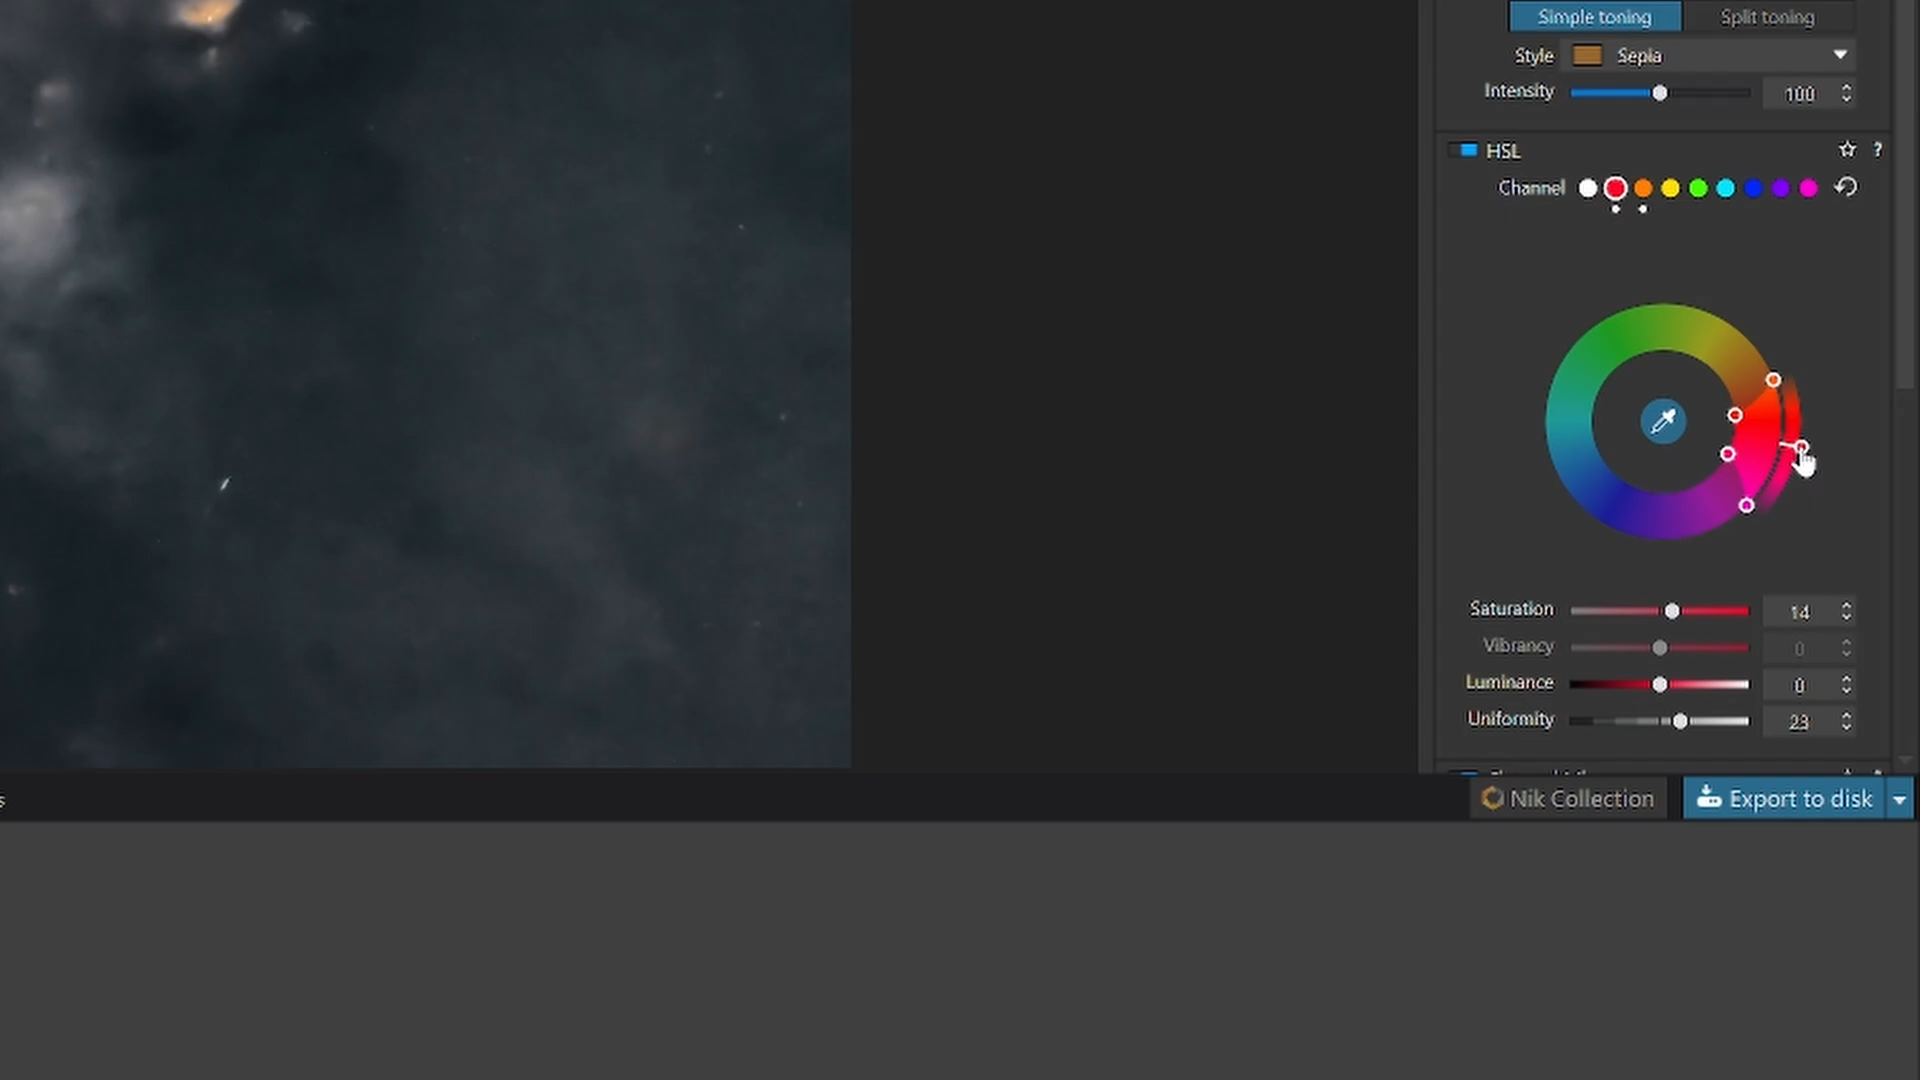 Simple toning Split toning
Style Sepia
Intensity 100
HSL ?
Channel
Saturation 14
Vibrancy 0
Luminance 0
Uniformity 23
s Nik Collection Export to disk